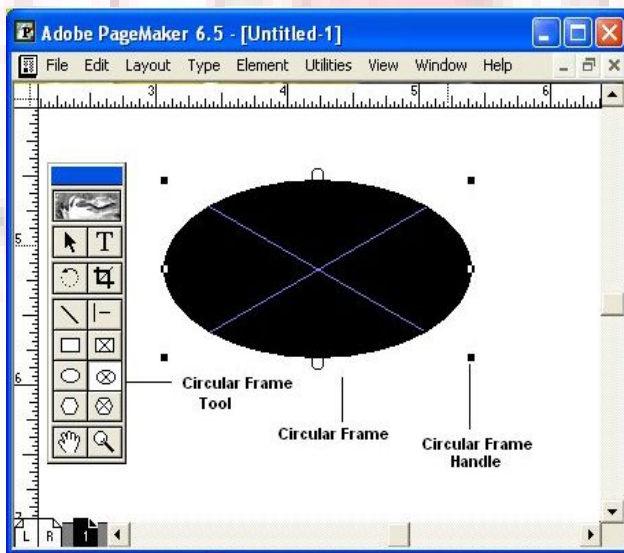 Adobe PageMaker 6.5 - [Untitled-1]
File Edit Layout Type Element Utilities View Window Help
3 4 5 6
T
5
6
7
Circular Frame
Tool
Circular Frame
Circular Frame
Handle
L R 1